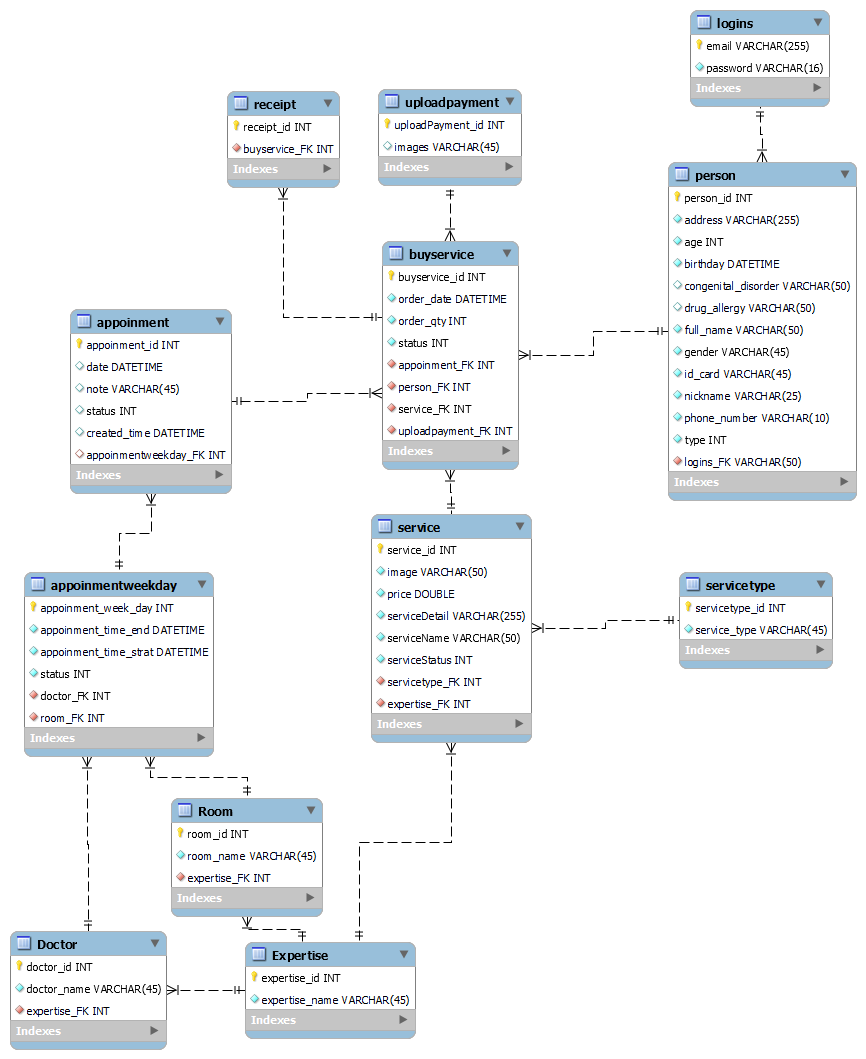 logins
email VARCHAR(255)
password VARCHAR(16)
Indexes
receipt
receipt_id INT
buyservice_FK INT
Indexes
uploadpayment
uploadPayment_id INT
images VARCHAR(45)
Indexes
person
person_id INT
address VARCHAR(255)
age INT
birthday DATETIME
congenital_disorder VARCHAR(50)
drug_allergy VARCHAR(50)
full_name VARCHAR(50)
gender VARCHAR(45)
id_card VARCHAR(45)
nickname VARCHAR(25)
phone_number VARCHAR(10)
type INT
logins_FK VARCHAR(50)
Indexes
buyservice
buyservice_id INT
order_date DATETIME
order_qty INT
status INT
appoinment_FK INT
person_FK INT
service_FK INT
uploadpayment_FK INT
Indexes
appoinment
appoinment_id INT
date DATETIME
note VARCHAR(45)
status INT
created_time DATETIME
appoinmentweekday_FK INT
Indexes
service
service_id INT
image VARCHAR(50)
price DOUBLE
serviceDetail VARCHAR(255)
serviceName VARCHAR(50)
serviceStatus INT
servicetype_FK INT
expertise_FK INT
Indexes
servicetype
servicetype_id INT
service_type VARCHAR(45)
Indexes
appoinmentweekday
appoinment_week_day INT
appoinment_time_end DATETIME
appoinment_time_strat DATETIME
status INT
doctor_FK INT
room_FK INT
Indexes
Room
room_id INT
room_name VARCHAR(45)
expertise_FK INT
Indexes
Doctor
doctor_id INT
doctor_name VARCHAR(45)
expertise_FK INT
Indexes
Expertise
expertise_id INT
expertise_name VARCHAR(45)
Indexes